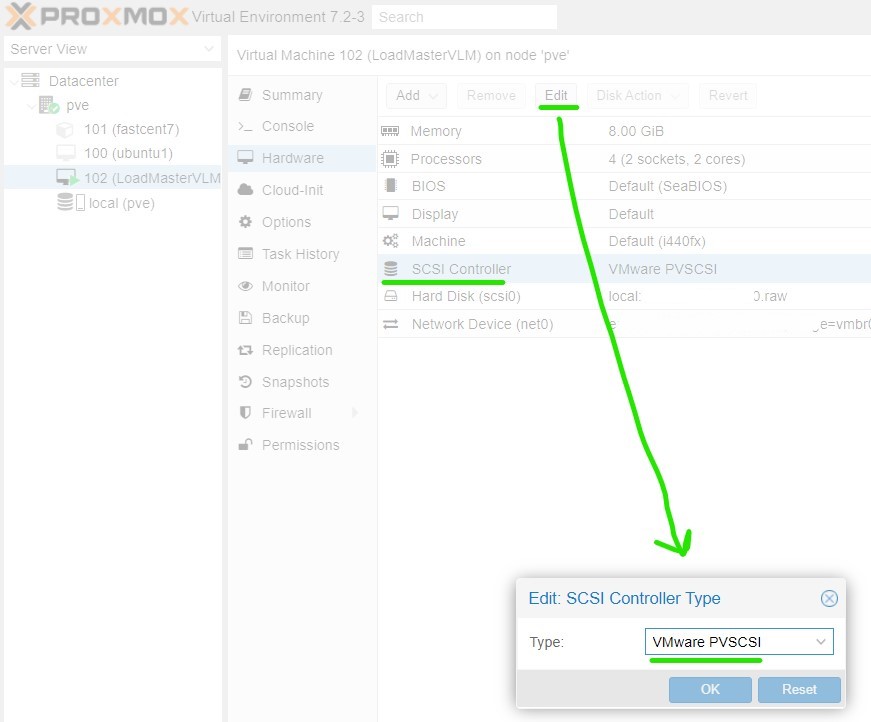 PROXMOX Virtual Environment 7.2-3 Search
Server View
Virtual Machine 102 (LoadMasterVLM) on node 'pve'
Datacenter
pve
101 (fastcent7)
100 (ubuntu1)
102 (LoadMasterVLM
local (pve)
Summary
Console
Hardware
Cloud-Init
Options
Task History
Monitor
Backup
Replication
Snapshots
Firewall
Permissions
Add Remove Edit Disk Action Revert
Memory 8.00 GiB
Processors 4 (2 sockets, 2 cores)
BIOS Default (SeaBIOS)
Display Default
Machine Default (i440fx)
SCSI Controller VMware PVSCSI
Hard Disk (scsi0) local: 0.raw
Network Device (net0) e ge=vmbr0
Edit: SCSI Controller Type
Type: VMware PVSCSI
OK Reset